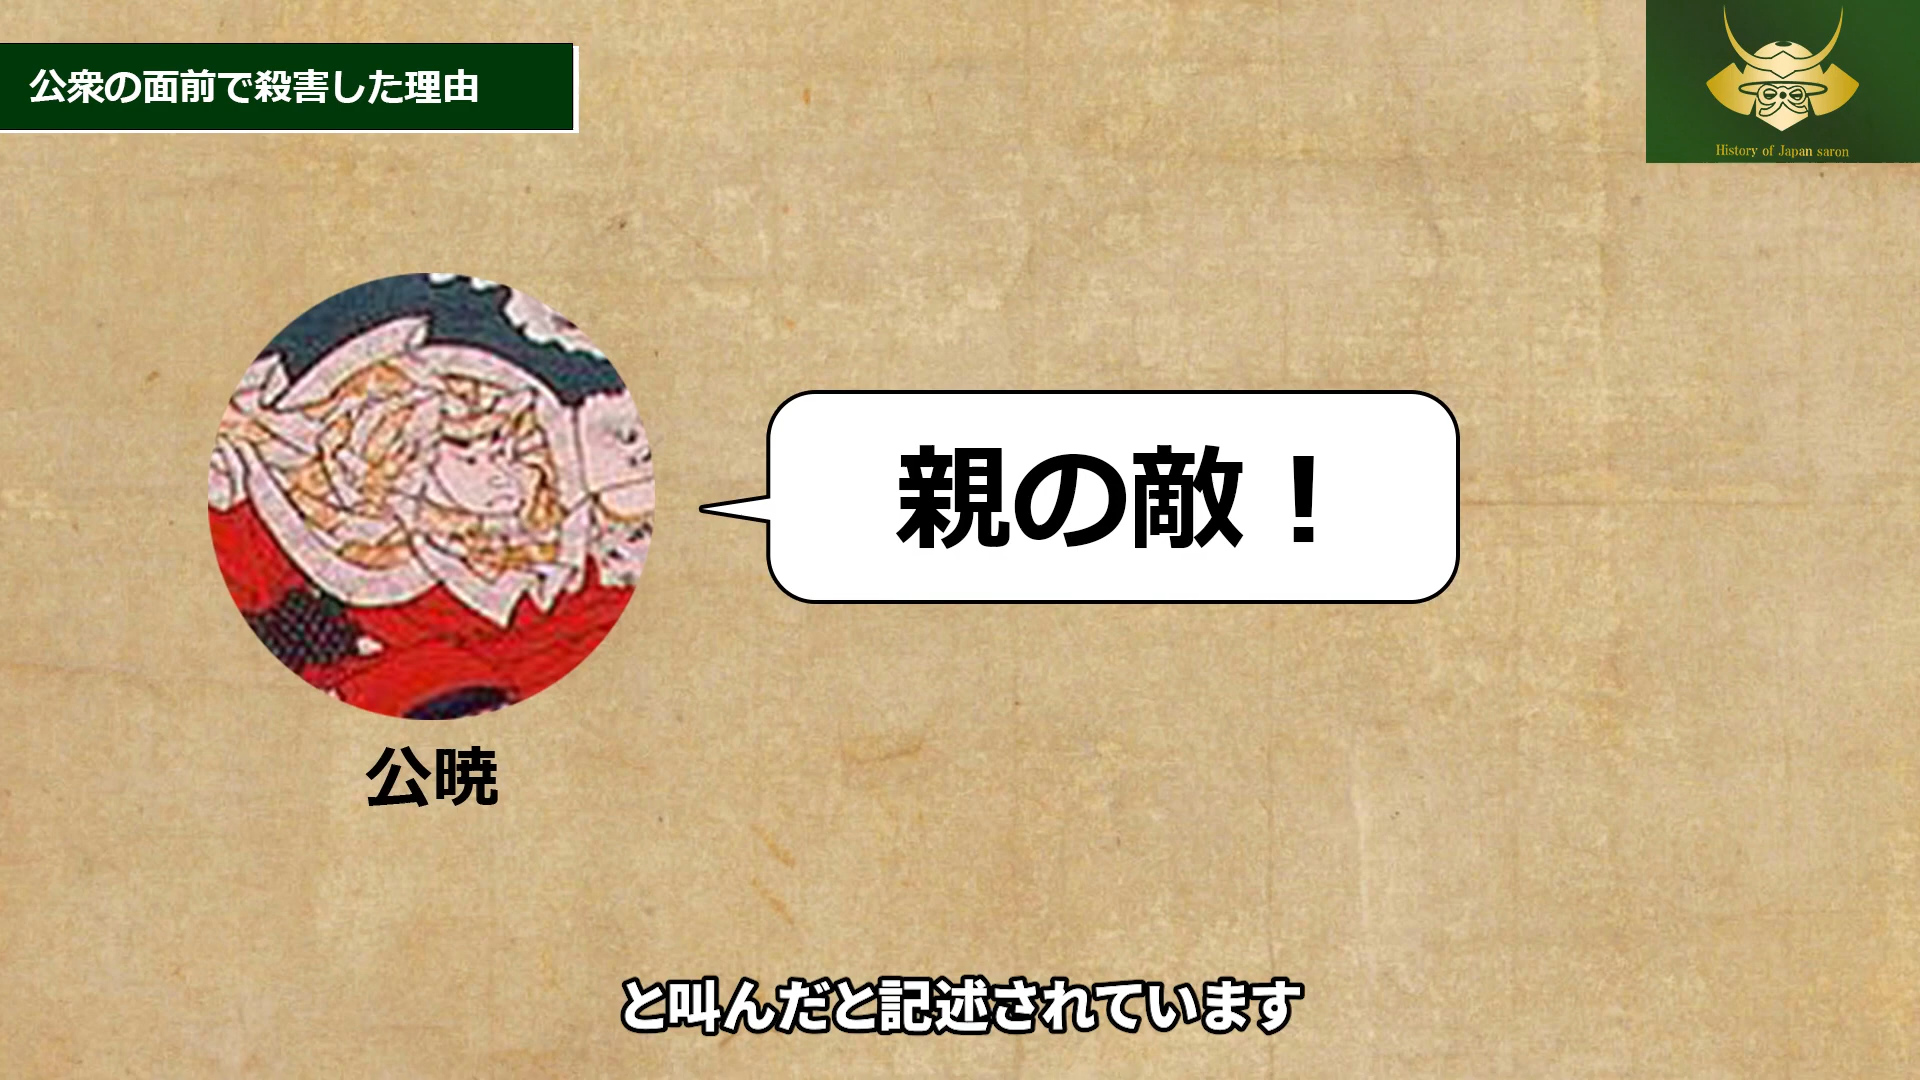 公衆の面前で殺害した理由
History of Japan saron
親の敵！
公暁
と叫んだと記述されています